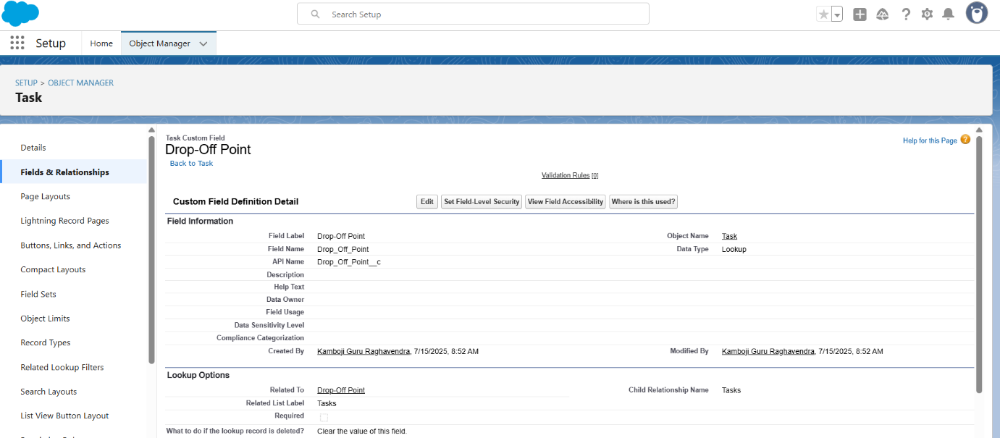 Search Setup
Setup
Home
Object Manager
SETUP > OBJECT MANAGER
Task
Details
Fields & Relationships
Page Layouts
Lightning Record Pages
Buttons, Links, and Actions
Compact Layouts
Field Sets
Object Limits
Record Types
Related Lookup Filters
Search Layouts
List View Button Layout
Task Custom Field
Drop-Off Point
Back to Task
Help for this Page ?
Validation Rules [0]
Custom Field Definition Detail
Edit
Set Field-Level Security
View Field Accessibility
Where is this used?
Field Information
Field Label Drop-Off Point Object Name Task
Field Name Drop_Off_Point Data Type Lookup
API Name Drop_Off_Point__c
Description
Help Text
Data Owner
Field Usage
Data Sensitivity Level
Compliance Categorization
Created By Kamboji Guru Raghavendra, 7/15/2025, 8:52 AM Modified By Kamboji Guru Raghavendra, 7/15/2025, 8:52 AM
Lookup Options
Related To Drop-Off Point Child Relationship Name Tasks
Related List Label Tasks
Required
What to do if the lookup record is deleted? Clear the value of this field.